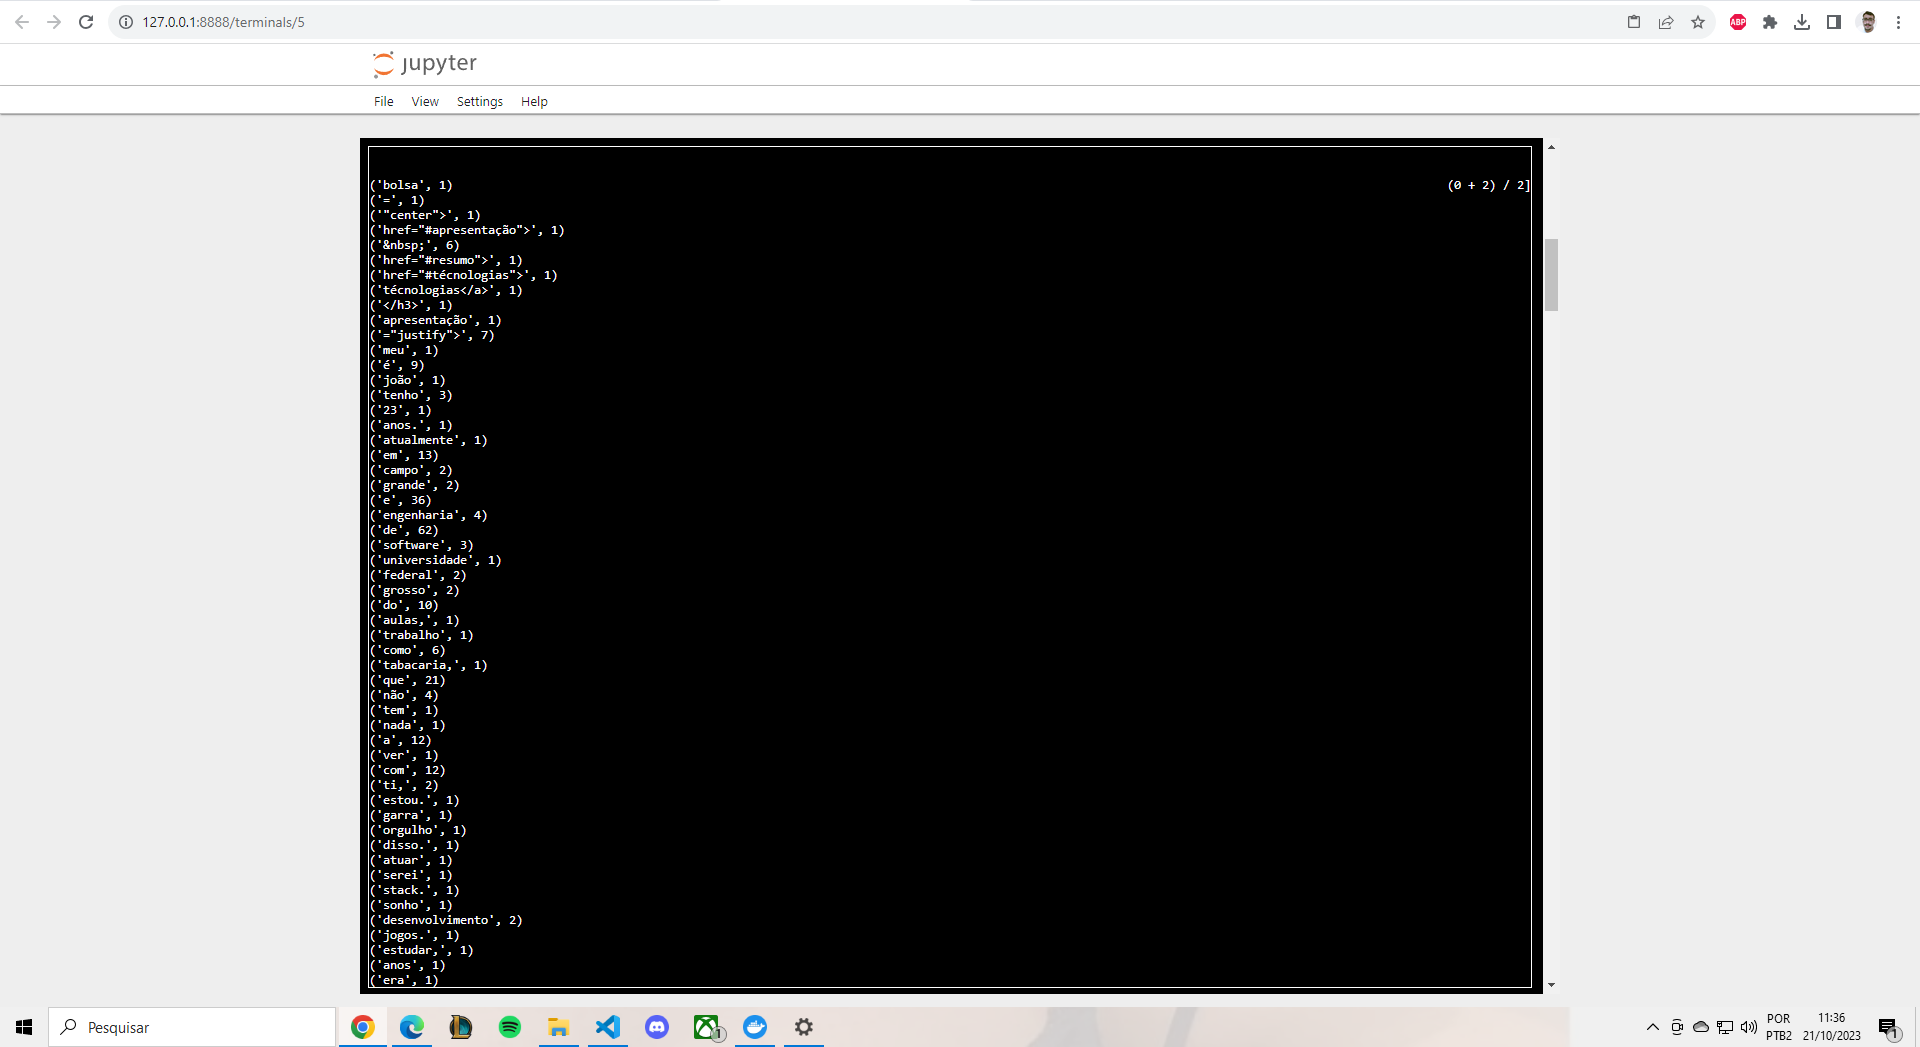 127.0.0.1:8888/terminals/5
ABP
jupyter
File View Settings Help
('bolsa', 1) (0 + 2) / 2]
('=', 1)
('"center">', 1)
('href="#apresentação">', 1)
('&nbsp;', 6)
('href="#resumo">', 1)
('href="#técnologias">', 1)
('técnologias</a>', 1)
('</h3>', 1)
('apresentação', 1)
('="justify">', 7)
('meu', 1)
('é', 9)
('joão', 1)
('tenho', 3)
('23', 1)
('anos.', 1)
('atualmente', 1)
('em', 13)
('campo', 2)
('grande', 2)
('e', 36)
('engenharia', 4)
('de', 62)
('software', 3)
('universidade', 1)
('federal', 2)
('grosso', 2)
('do', 10)
('aulas,', 1)
('trabalho', 1)
('como', 6)
('tabacaria,', 1)
('que', 21)
('não', 4)
('tem', 1)
('nada', 1)
('a', 12)
('ver', 1)
('com', 12)
('ti,', 2)
('estou.', 1)
('garra', 1)
('orgulho', 1)
('disso.', 1)
('atuar', 1)
('serei', 1)
('stack.', 1)
('sonho', 1)
('desenvolvimento', 2)
('jogos.', 1)
('estudar,', 1)
('anos', 1)
('era', 1)
Pesquisar
1
POR
PTB2
11:36
21/10/2023
1